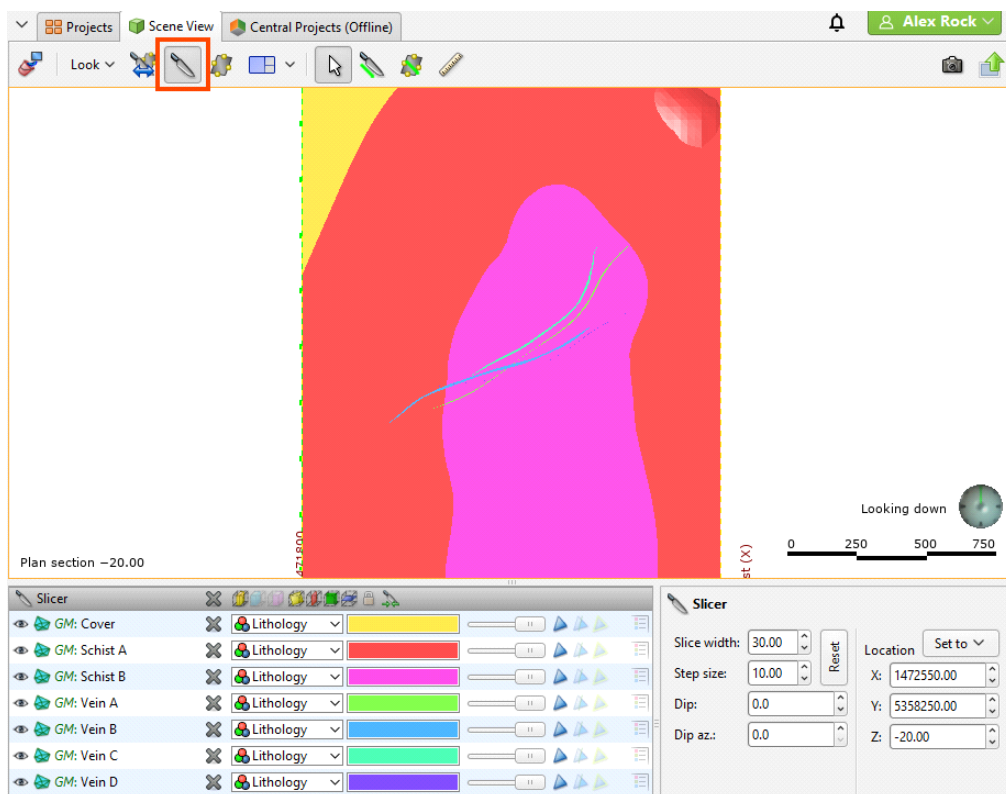 Projects Scene View Central Projects (Offline) Alex Rock
Look
Looking down
0 250 500 750
Plan section −20.00
471800
st (X)
Slicer
GM: Cover Lithology
GM: Schist A Lithology
GM: Schist B Lithology
GM: Vein A Lithology
GM: Vein B Lithology
GM: Vein C Lithology
GM: Vein D Lithology
Slicer
Slice width: 30.00
Step size: 10.00
Reset
Dip: 0.0
Dip az.: 0.0
Location Set to
X: 1472550.00
Y: 5358250.00
Z: -20.00